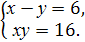 x – y = 6,
xy = 16.